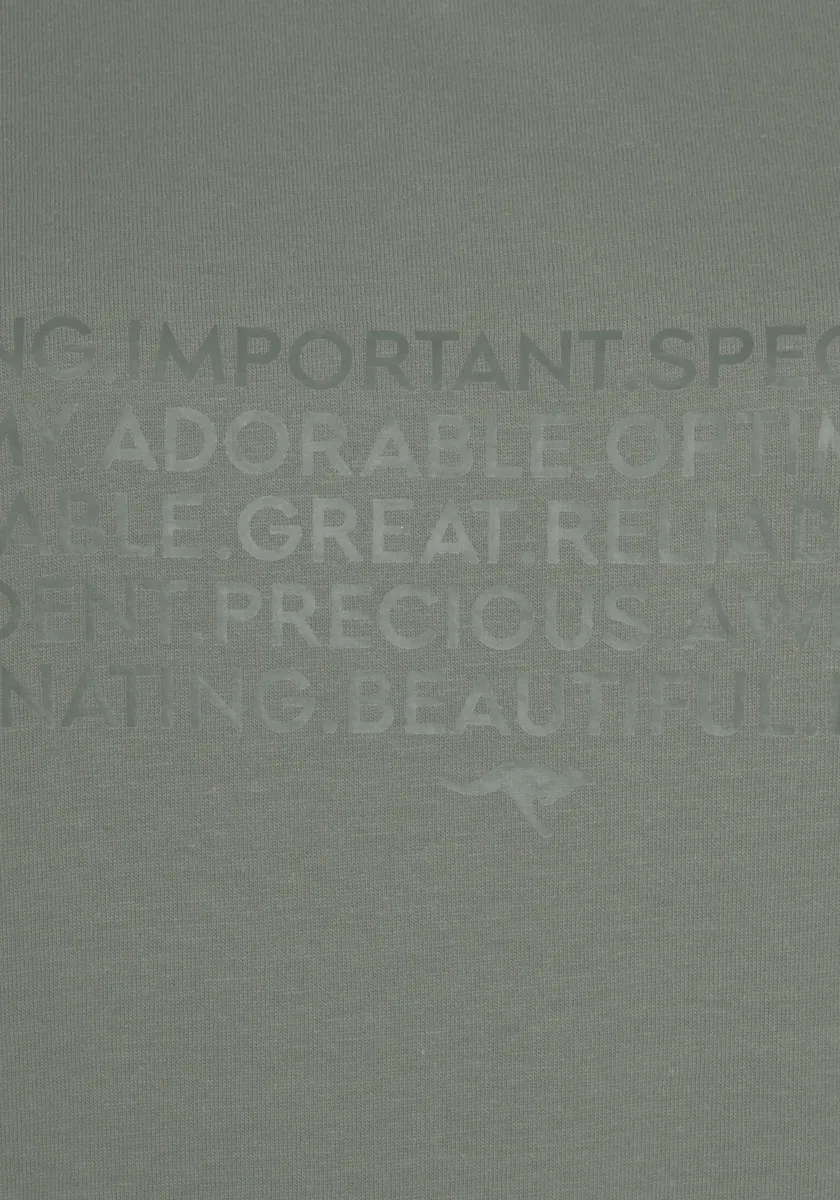 NG.IMPORTANT.SPEC
MY ADORABLE.OPTIM
ABLE.GREAT.RELIAB
DENT.PRECIOUS.AW
NATING.BEAUTIFUL.